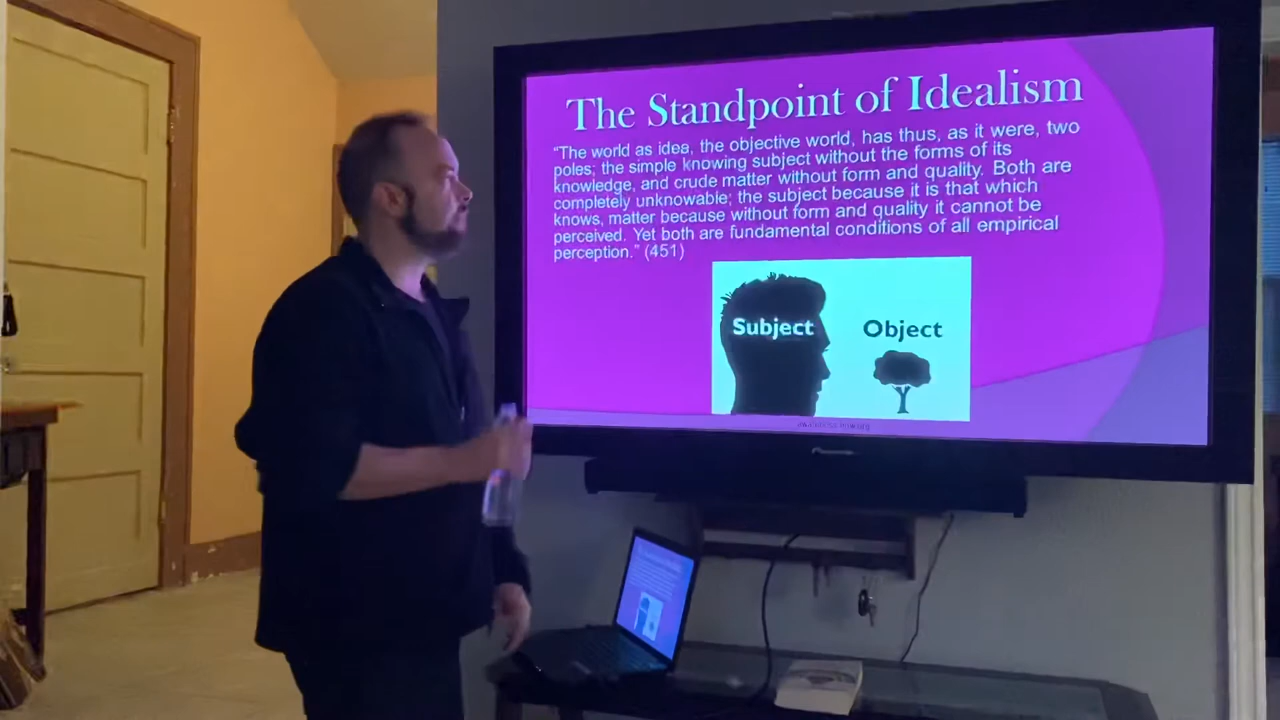 The Standpoint of Idealism
“The world as idea, the objective world, has thus, as it were, two
poles; the simple knowing subject without the forms of its
knowledge, and crude matter without form and quality. Both are
completely unknowable; the subject because it is that which
knows, matter because without form and quality it cannot be
perceived. Yet both are fundamental conditions of all empirical
perception.” (451)
Subject
Object